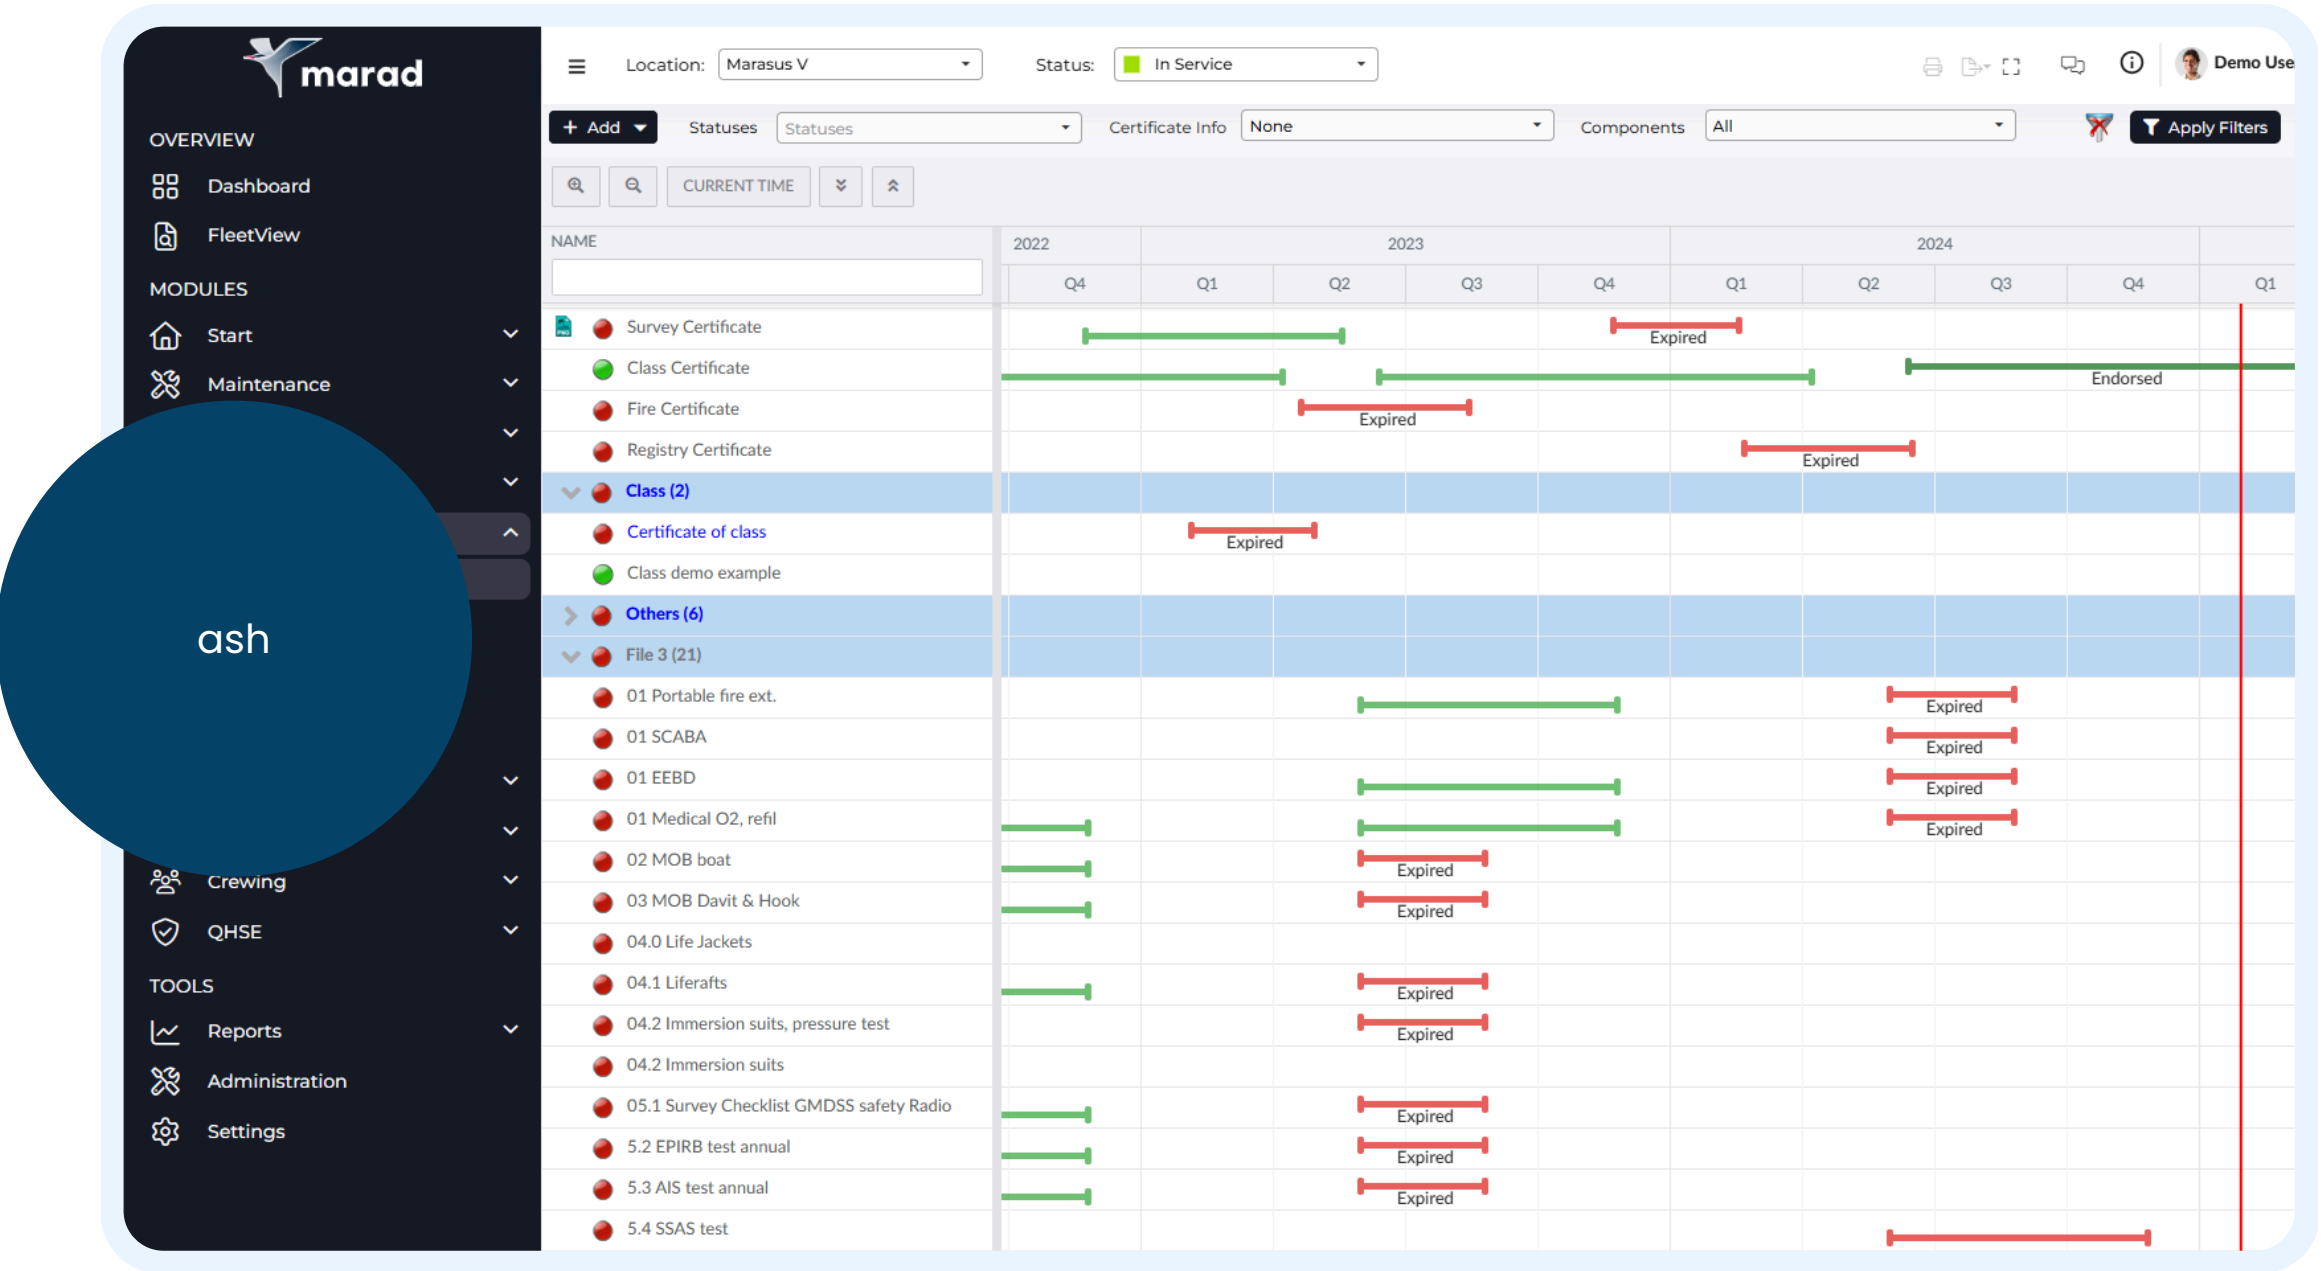 marad
Location: Marasus V Status: In Service Demo Use
+ Add Statuses Statuses Certificate Info None Components All Apply Filters
OVERVIEW
Dashboard
FleetView
MODULES
Start
Maintenance
ash
Crewing
QHSE
TOOLS
Reports
Administration
Settings
CURRENT TIME
NAME 2022 2023 2024
Q4 Q1 Q2 Q3 Q4 Q1 Q2 Q3 Q4 Q1
PNG Survey Certificate Expired
Class Certificate Endorsed
Fire Certificate Expired
Registry Certificate Expired
Class (2)
Certificate of class Expired
Class demo example
Others (6)
File 3 (21)
01 Portable fire ext. Expired
01 SCABA Expired
01 EEBD Expired
01 Medical O2, refil Expired
02 MOB boat Expired
03 MOB Davit & Hook Expired
04.0 Life Jackets
04.1 Liferafts Expired
04.2 Immersion suits, pressure test Expired
04.2 Immersion suits
05.1 Survey Checklist GMDSS safety Radio Expired
5.2 EPIRB test annual Expired
5.3 AIS test annual Expired
5.4 SSAS test